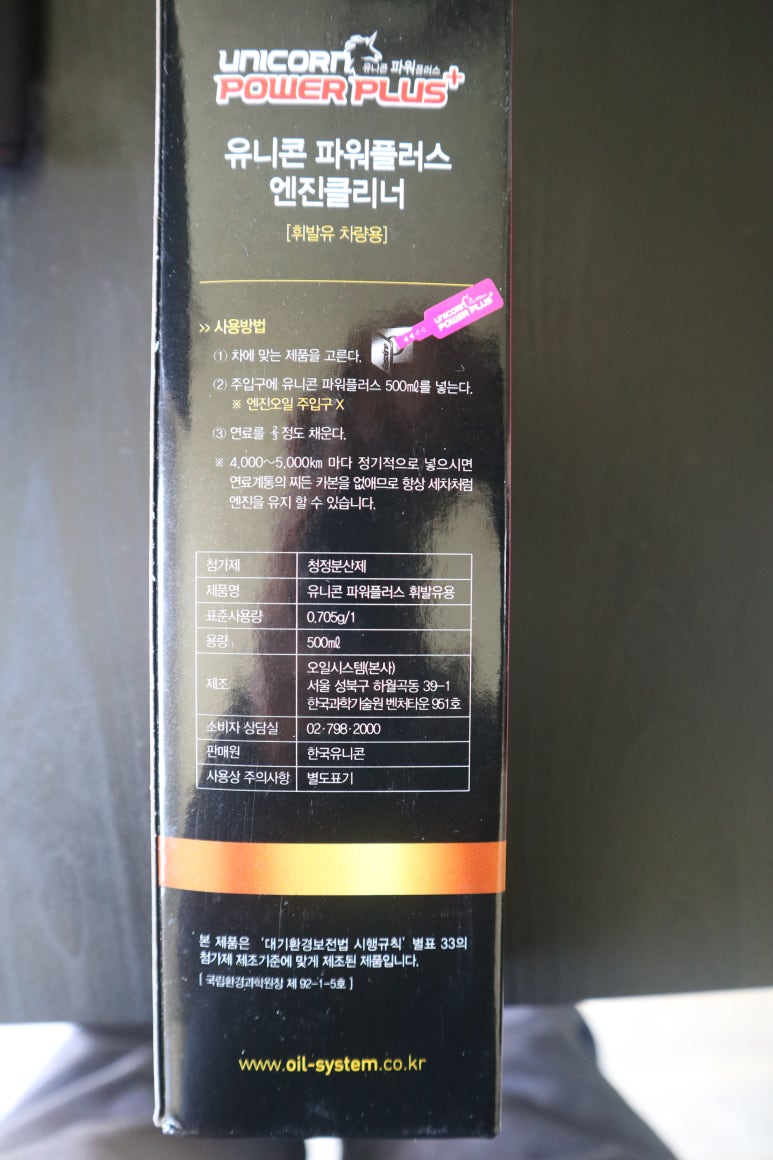 UNICORN 유니콘 파워플러스
POWER PLUS+
유니콘 파워플러스
엔진클리너
[휘발유 차량용]
UNICORN
POWER PLUS+
>> 사용방법
① 차에 맞는 제품을 고른다.
② 주입구에 유니콘 파워플러스 500㎖를 넣는다.
※ 엔진오일 주입구 X
③ 연료를 ⅔정도 채운다.
※ 4,000~5,000km 마다 정기적으로 넣으시면
연료계통의 찌든 카본을 없애므로 항상 세차처럼
엔진을 유지 할 수 있습니다.
첨가제 청정분산제
제품명 유니콘 파워플러스 휘발유용
표준사용량 0.705g/1
용량 500㎖
제조 오일시스템(본사)
서울 성북구 하월곡동 39-1
한국과학기술원 벤처타운 951호
소비자 상담실 02·798·2000
판매원 한국유니콘
사용상 주의사항 별도표기
본 제품은 '대기환경보전법 시행규칙' 별표 33의
첨가제 제조기준에 맞게 제조된 제품입니다.
[ 국립환경과학원장 제 92-1-5호 ]
www.oil-system.co.kr